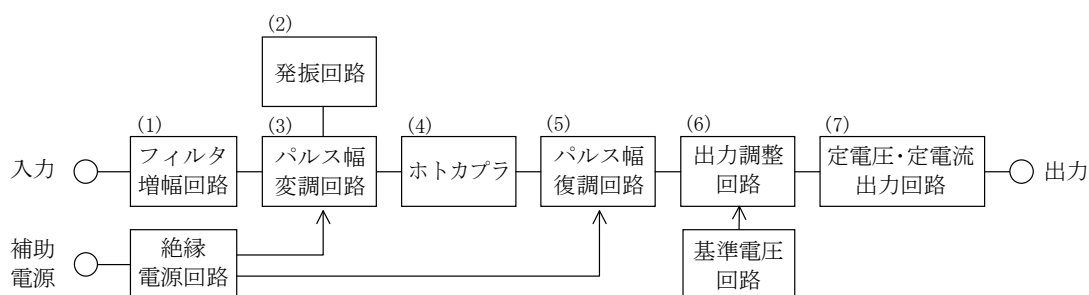 (2)
発振回路
(1)
フィルタ
増幅回路
(3)
パルス幅
変調回路
(4)
ホトカプラ
(5)
パルス幅
復調回路
(6)
出力調整
回路
(7)
定電圧・定電流
出力回路
入力
出力
補助
電源
絶縁
電源回路
基準電圧
回路